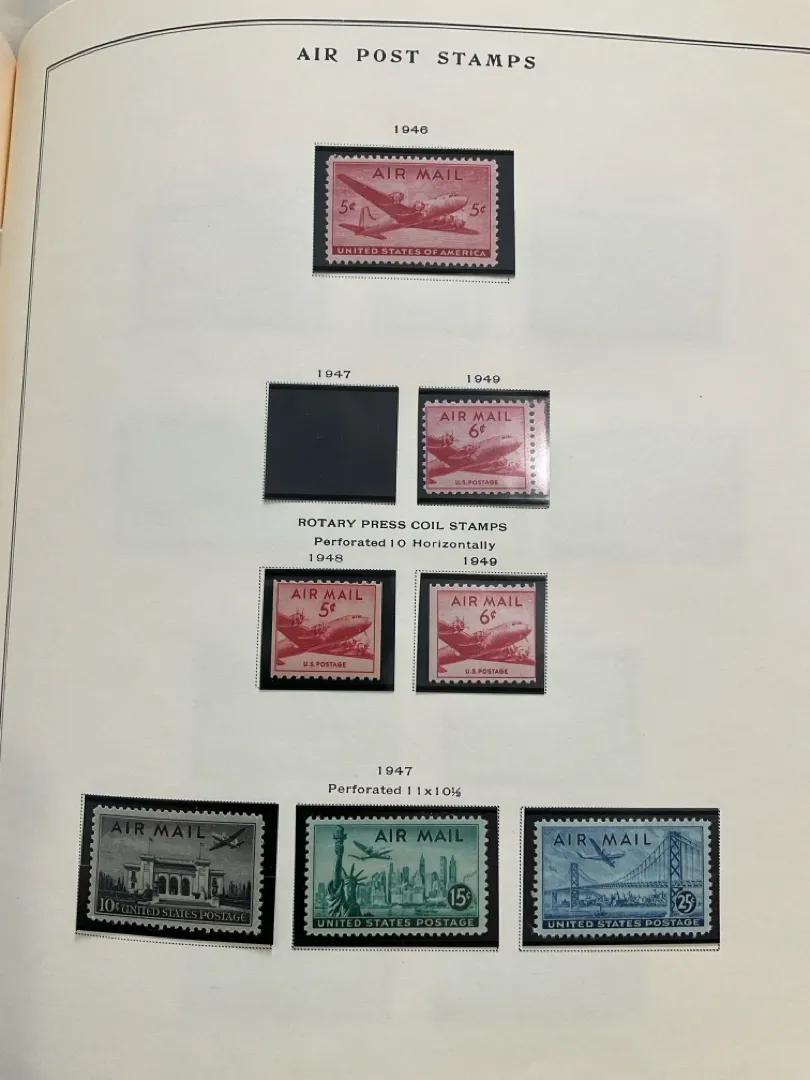 AIR POST STAMPS
1946
AIR MAIL
5¢ 5¢
UNITED STATES OF AMERICA
1947
1949
AIR MAIL
6¢
U.S. POSTAGE
ROTARY PRESS COIL STAMPS
Perforated 10 Horizontally
1948
1949
AIR MAIL
5¢
U.S. POSTAGE
AIR MAIL
6¢
U.S. POSTAGE
1947
Perforated 11x10½
AIR MAIL
10¢
UNITED STATES POSTAGE
AIR MAIL
15¢
UNITED STATES POSTAGE
AIR MAIL
25¢
UNITED STATES POSTAGE